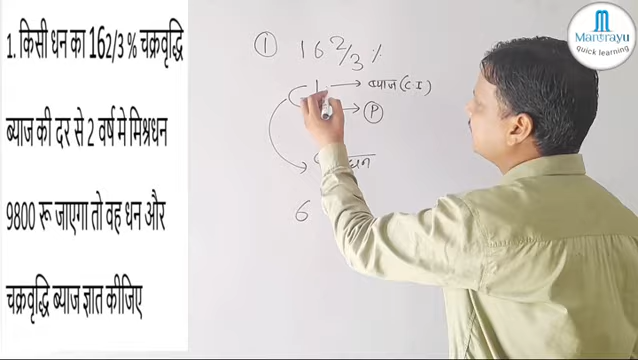 1. किसी धन का 162/3 % चक्रवृद्धि
ब्याज की दर से 2 वर्ष मे मिश्रधन
9800 रू जाएगा तो वह धन और
चक्रवृद्धि ब्याज ज्ञात कीजिए
① 16 2/3 %
1 → ब्याज (C.I)
→ P
धन
6
Maurayu
quick learning